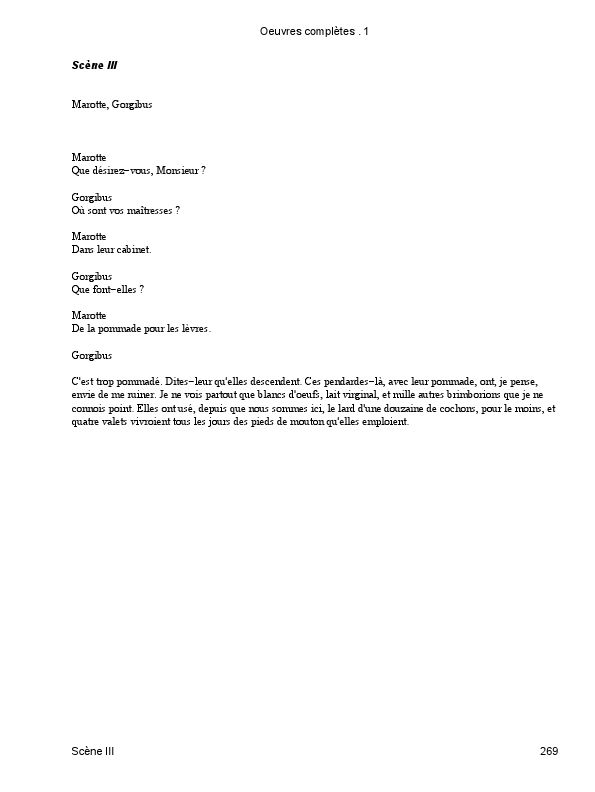 Oeuvres complètes . 1
Scène III
Marotte, Gorgibus
Marotte
Que désirez−vous, Monsieur ?
Gorgibus
Où sont vos maîtresses ?
Marotte
Dans leur cabinet.
Gorgibus
Que font−elles ?
Marotte
De la pommade pour les lèvres.
Gorgibus
C'est trop pommadé. Dites−leur qu'elles descendent. Ces pendardes−là, avec leur pommade, ont, je pense,
envie de me ruiner. Je ne vois partout que blancs d'oeufs, lait virginal, et mille autres brimborions que je ne
connois point. Elles ont usé, depuis que nous sommes ici, le lard d'une douzaine de cochons, pour le moins, et
quatre valets vivroient tous les jours des pieds de mouton qu'elles emploient.
Scène III 269